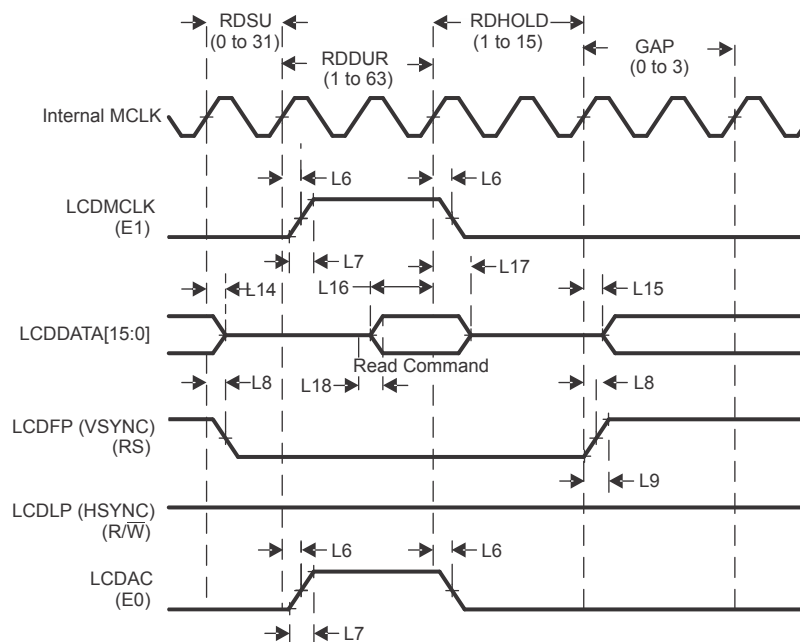 RDSU
(0 to 31)
RDHOLD
(1 to 15)
GAP
(0 to 3)
RDDUR
(1 to 63)
Internal MCLK
L6
L6
LCDMCLK
(E1)
L7
L17
L14
L16
L15
LCDDATA[15:0]
Read Command
L8
L18
L8
LCDFP (VSYNC)
(RS)
L9
LCDLP (HSYNC)
(R/W̅)
L6
L6
LCDAC
(E0)
L7